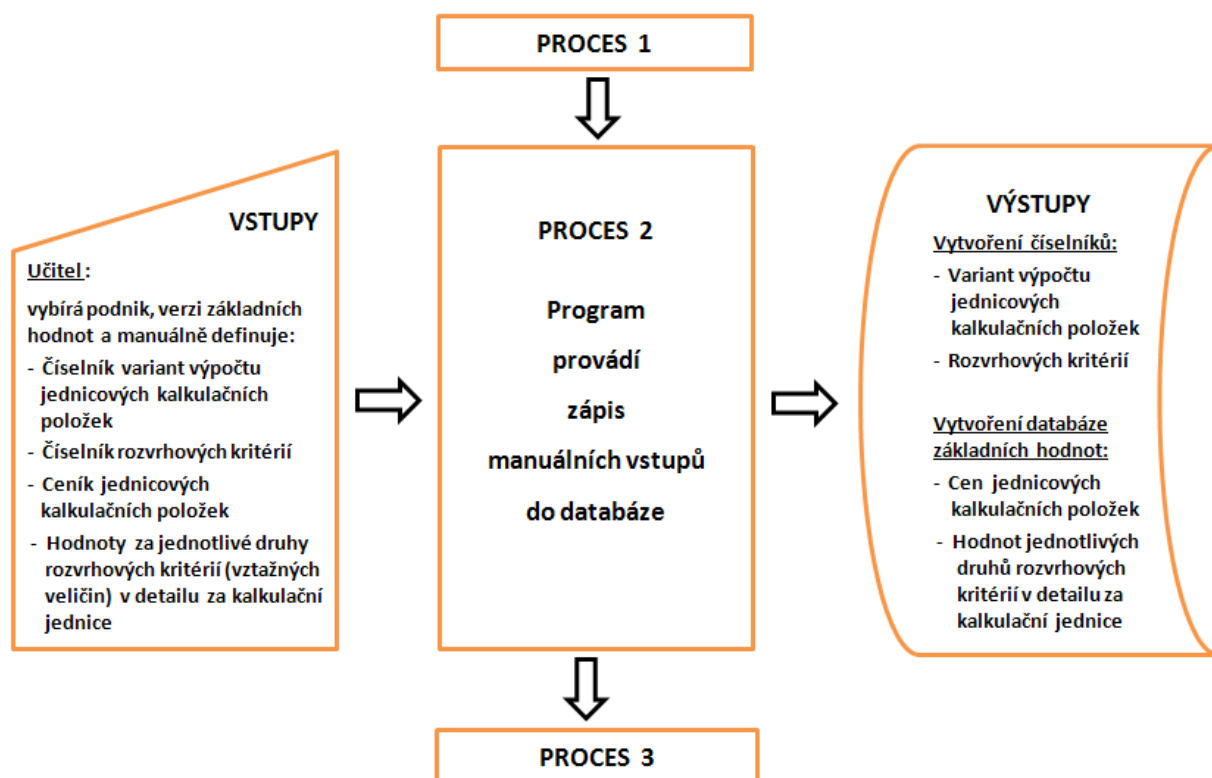 PROCES 1
VSTUPY
Učitel :
vybírá podnik, verzi základních
hodnot a manuálně definuje:
- Číselník variant výpočtu
jednicových kalkulačních
položek
- Číselník rozvrhových kritérií
- Ceník jednicových
kalkulačních položek
- Hodnoty za jednotlivé druhy
rozvrhových kritérií (vztažných
veličin) v detailu za kalkulační
jednice
PROCES 2
Program
provádí
zápis
manuálních vstupů
do databáze
VÝSTUPY
Vytvoření číselníků:
- Variant výpočtu
jednicových
kalkulačních položek
- Rozvrhových kritérií
Vytvoření databáze
základních hodnot:
- Cen jednicových
kalkulačních položek
- Hodnot jednotlivých
druhů rozvrhových
kritérií v detailu za
kalkulační jednice
PROCES 3